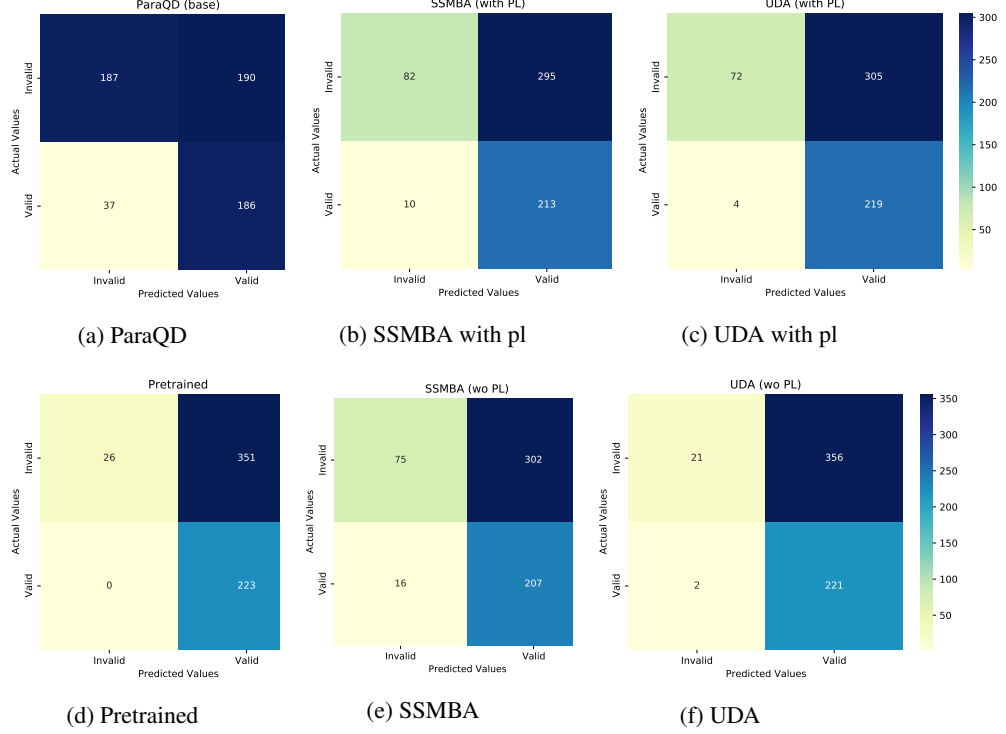 ParaQD (base)
SSMBA (with PL)
UDA (with PL)
Actual Values
Invalid
Valid
187
190
37
186
Invalid
Valid
Predicted Values
Actual Values
Invalid
Valid
82
295
10
213
Invalid
Valid
Predicted Values
Actual Values
Invalid
Valid
72
305
4
219
Invalid
Valid
Predicted Values
300
250
200
150
100
50
(a) ParaQD
(b) SSMBA with pl
(c) UDA with pl
Pretrained
SSMBA (wo PL)
UDA (wo PL)
Actual Values
Invalid
Valid
26
351
0
223
Invalid
Valid
Predicted Values
Actual Values
Invalid
Valid
75
302
16
207
Invalid
Valid
Predicted Values
Actual Values
Invalid
Valid
21
356
2
221
Invalid
Valid
Predicted Values
350
300
250
200
150
100
50
(d) Pretrained
(e) SSMBA
(f) UDA